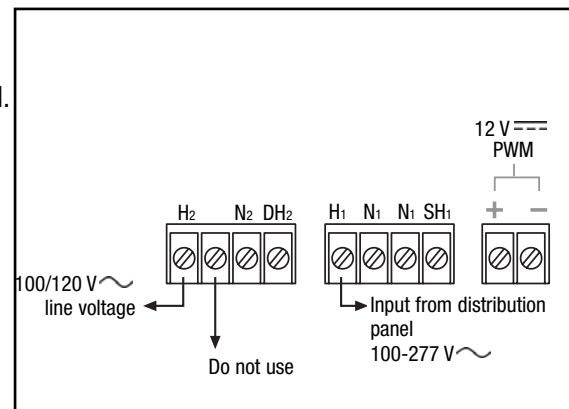 l.
12 V
PWM
+ −
H2 N2 DH2 H1 N1 N1 SH1
100/120 V
line voltage
Do not use
Input from distribution
panel
100-277 V